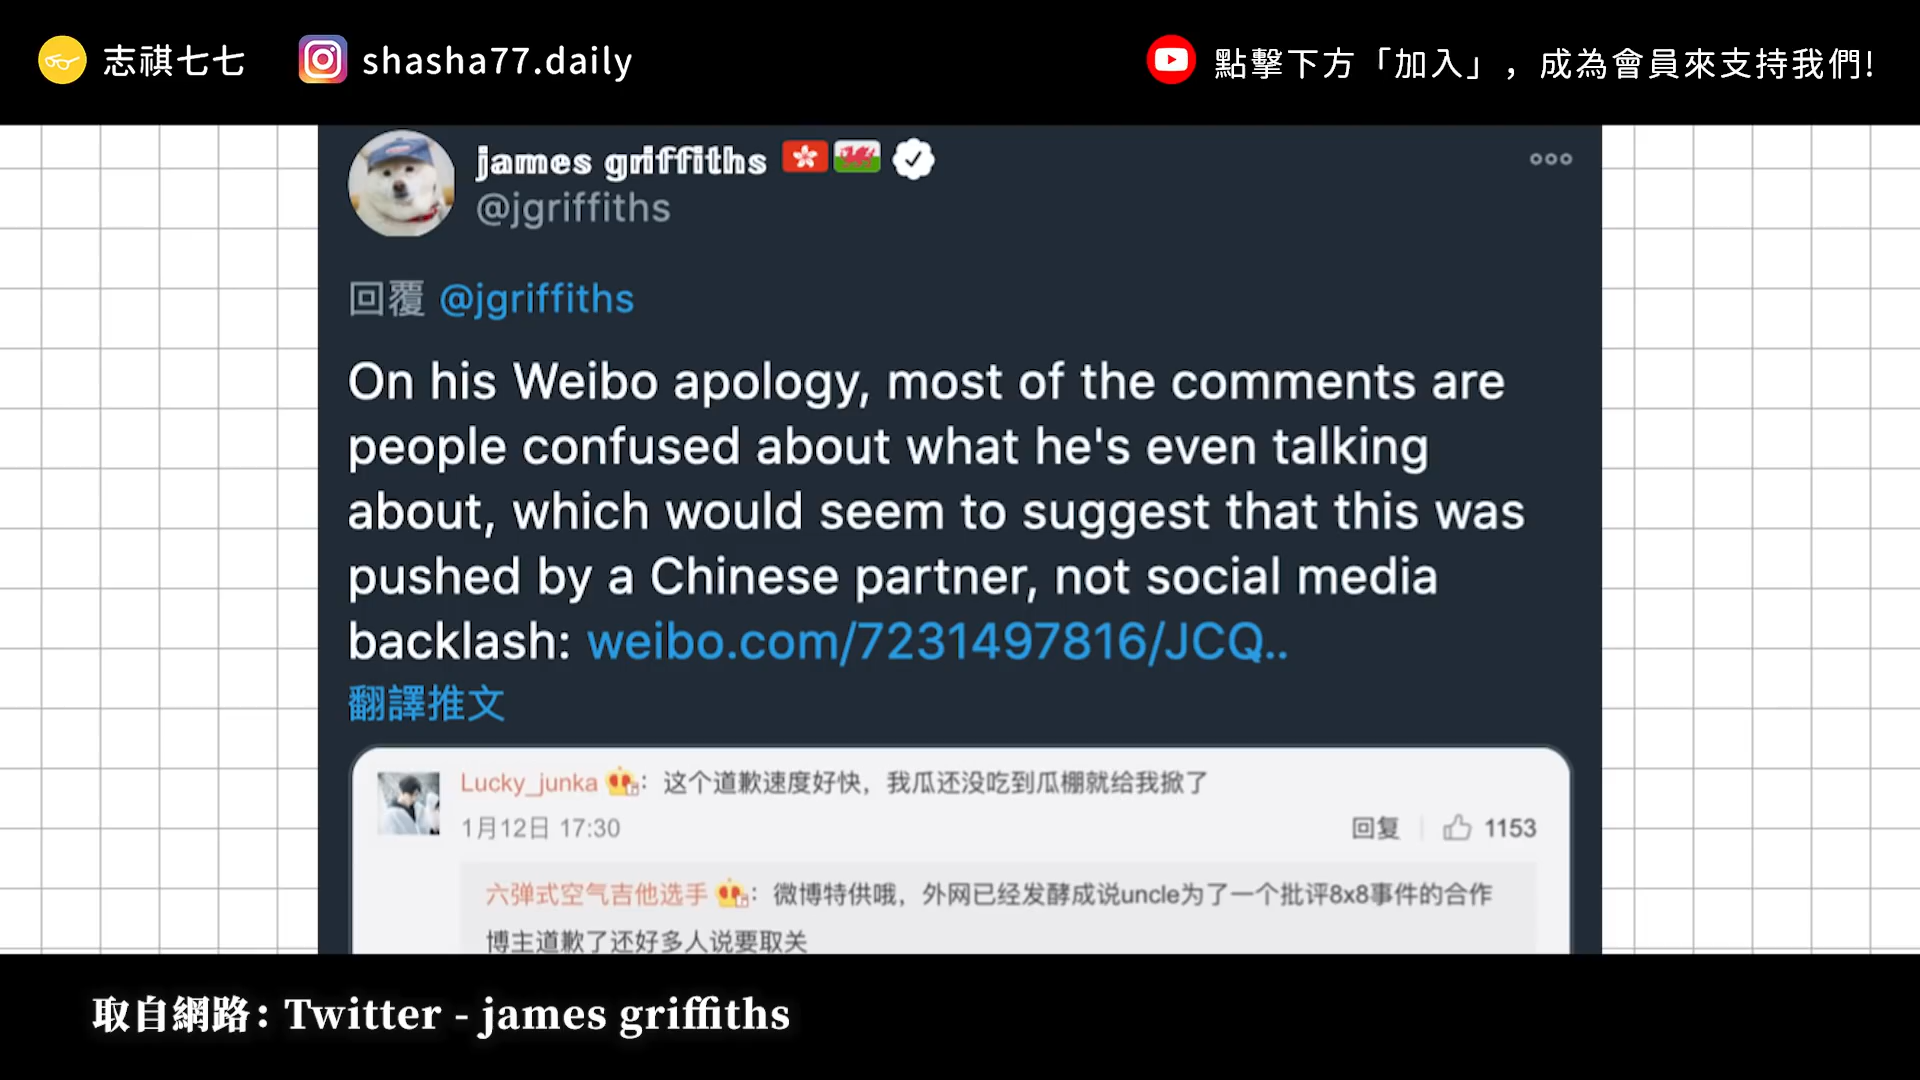 志祺七七
shasha77.daily
點擊下方「加入」，成為會員來支持我們!
james griffiths
@jgriffiths
回覆 @jgriffiths
On his Weibo apology, most of the comments are
people confused about what he's even talking
about, which would seem to suggest that this was
pushed by a Chinese partner, not social media
backlash: weibo.com/7231497816/JCQ..
翻譯推文
Lucky_junka：这个道歉速度好快，我瓜还没吃到瓜棚就给我掀了
1月12日 17:30
回复
1153
六弹式空气吉他选手：微博特供哦，外网已经发酵成说uncle为了一个批评8x8事件的合作
博主道歉了还好多人说要取关
取自網路：Twitter - james griffiths